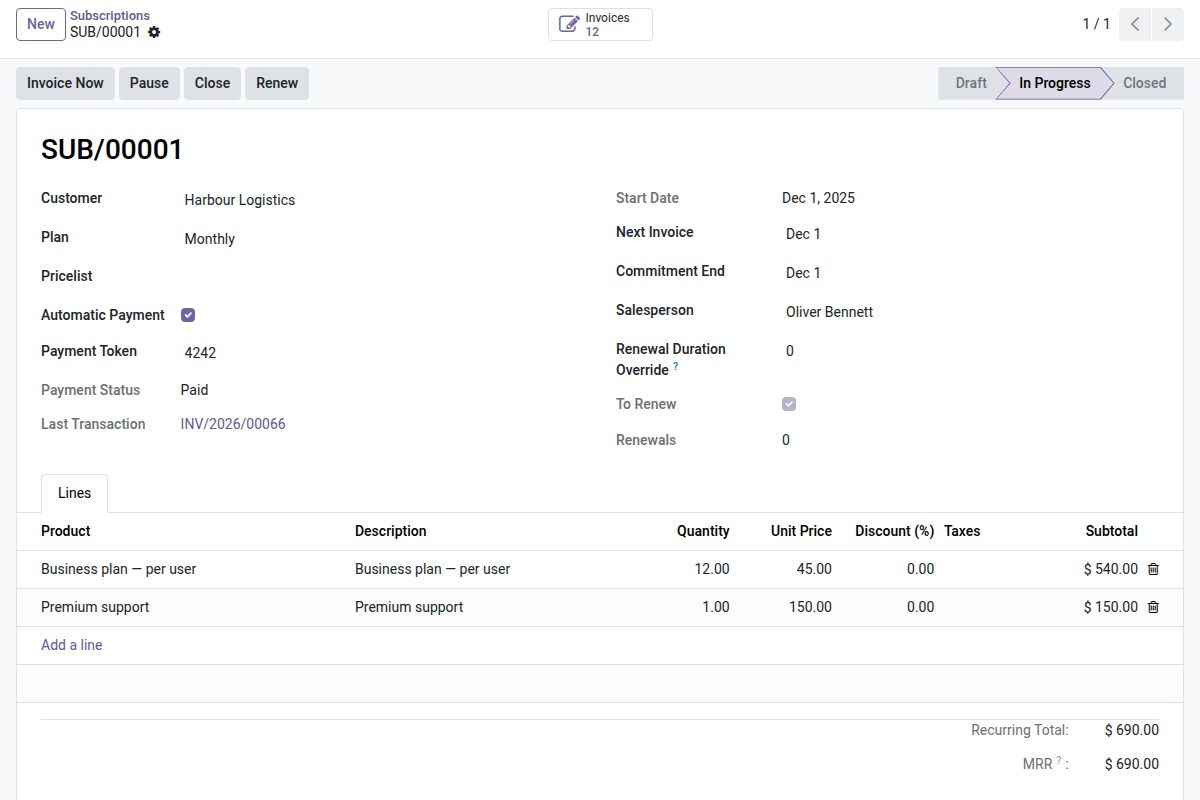 New
Subscriptions
SUB/00001
Invoices
12
1 / 1
Invoice Now
Pause
Close
Renew
Draft
In Progress
Closed
SUB/00001
Customer
Harbour Logistics
Plan
Monthly
Pricelist
Automatic Payment
Payment Token
4242
Payment Status
Paid
Last Transaction
INV/2026/00066
Start Date
Dec 1, 2025
Next Invoice
Dec 1
Commitment End
Dec 1
Salesperson
Oliver Bennett
Renewal Duration
Override ?
0
To Renew
Renewals
0
Lines
Product Description Quantity Unit Price Discount (%) Taxes Subtotal
Business plan — per user Business plan — per user 12.00 45.00 0.00 $ 540.00
Premium support Premium support 1.00 150.00 0.00 $ 150.00
Add a line
Recurring Total: $ 690.00
MRR ? : $ 690.00